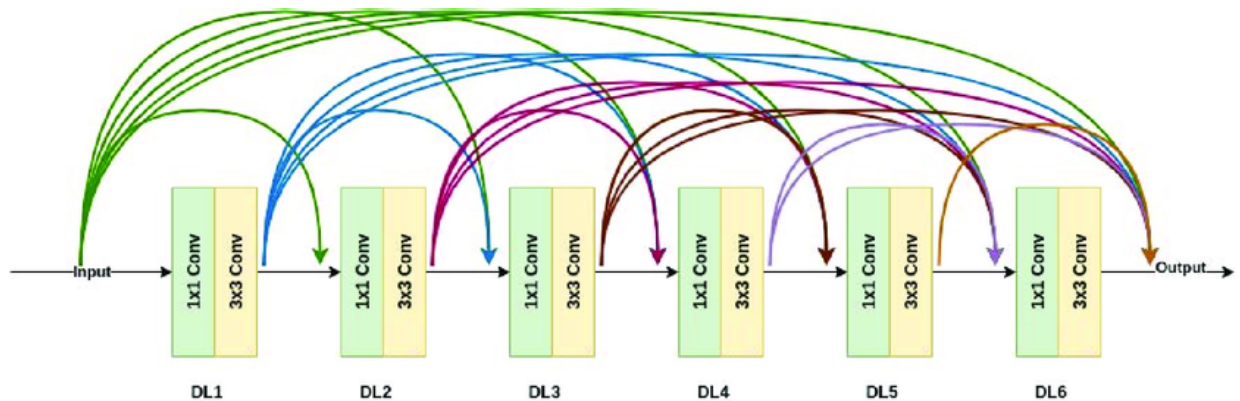 Input
1x1 Conv
3x3 Conv
1x1 Conv
3x3 Conv
1x1 Conv
3x3 Conv
1x1 Conv
3x3 Conv
1x1 Conv
3x3 Conv
1x1 Conv
3x3 Conv
Output
DL1
DL2
DL3
DL4
DL5
DL6